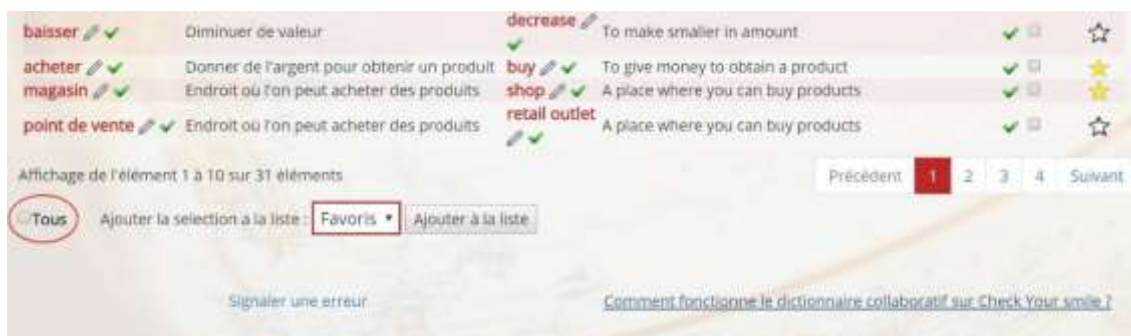 baisser Diminuer de valeur decrease To make smaller in amount
acheter Donner de l'argent pour obtenir un produit buy To give money to obtain a product
magasin Endroit où l'on peut acheter des produits shop A place where you can buy products
point de vente Endroit où l'on peut acheter des produits retail outlet A place where you can buy products
Affichage de l'élément 1 à 10 sur 31 éléments Précédent 1 2 3 4 Suivant
Tous Ajouter la selection a la liste : Favoris Ajouter à la liste
Signaler une erreur Comment fonctionne le dictionnaire collaboratif sur Check Your smile ?